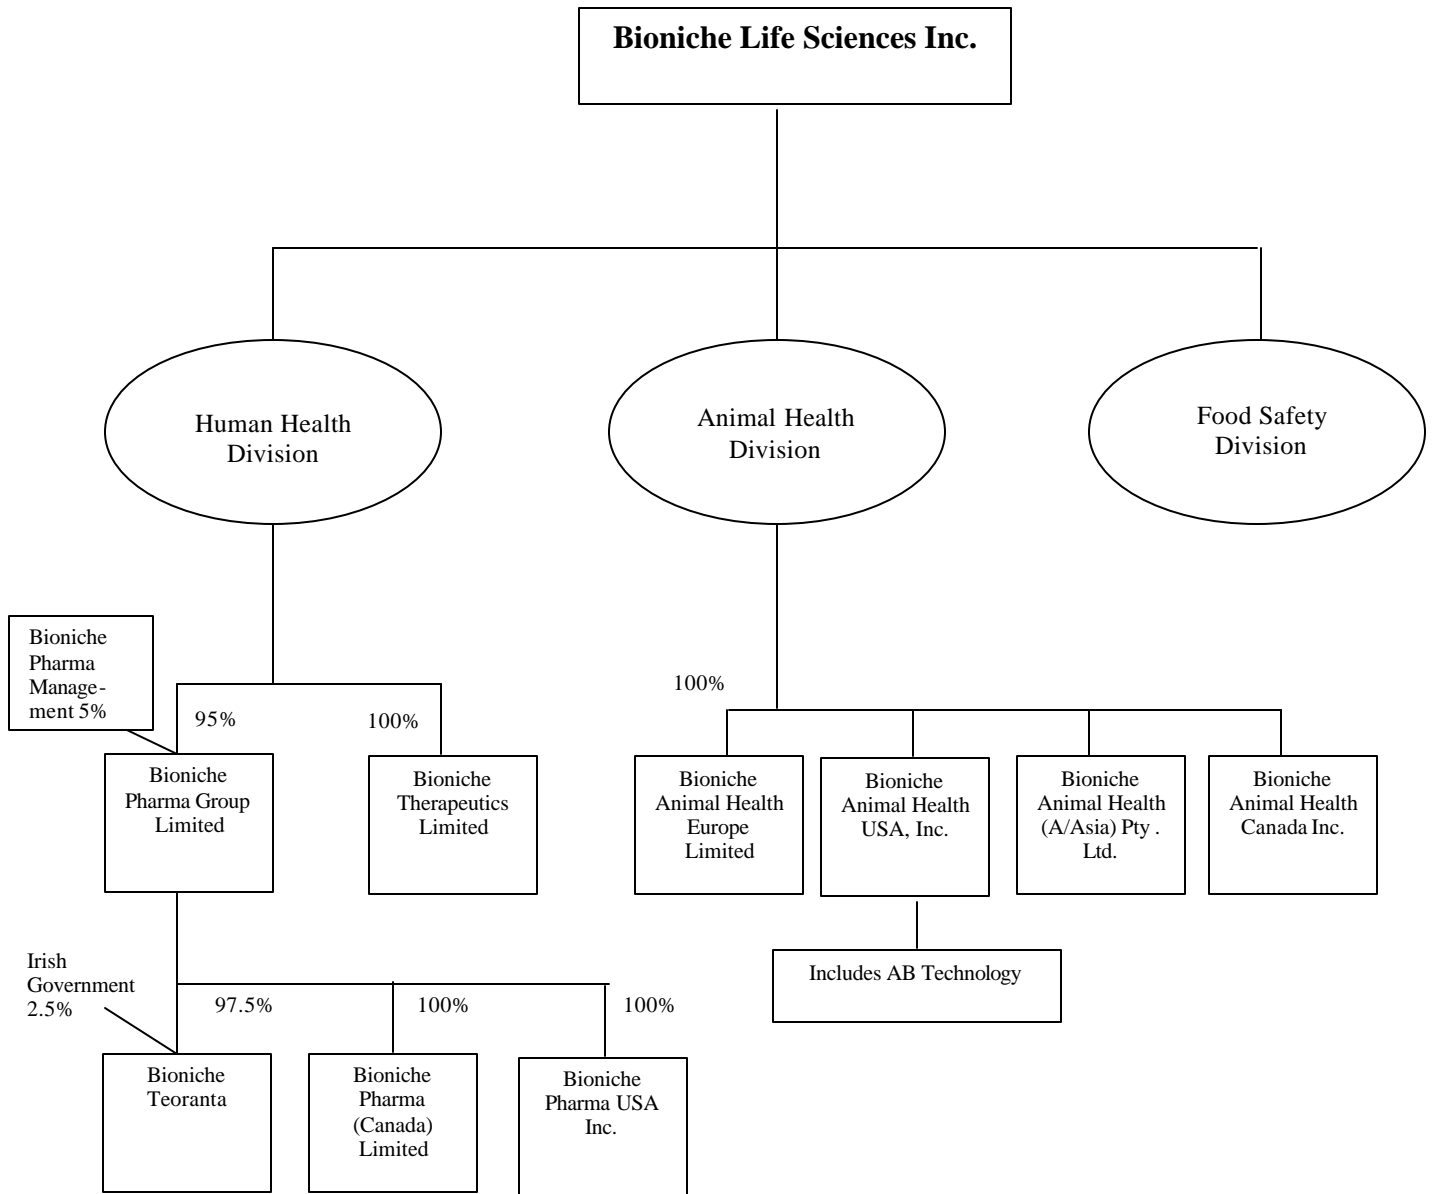 Bioniche Life Sciences Inc.
Human Health
Division
Animal Health
Division
Food Safety
Division
Bioniche
Pharma
Manage-
ment 5%
95%
100%
100%
Bioniche
Pharma Group
Limited
Bioniche
Therapeutics
Limited
Bioniche
Animal Health
Europe
Limited
Bioniche
Animal Health
USA, Inc.
Bioniche
Animal Health
(A/Asia) Pty .
Ltd.
Bioniche
Animal Health
Canada Inc.
Includes AB Technology
Irish
Government
2.5%
97.5%
100%
100%
Bioniche
Teoranta
Bioniche
Pharma
(Canada)
Limited
Bioniche
Pharma USA
Inc.